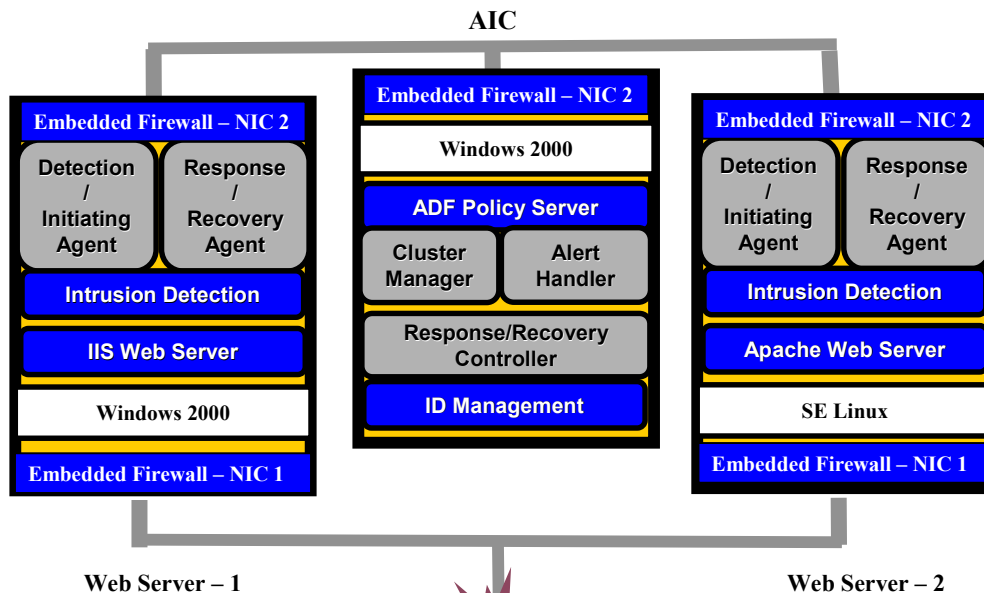 AIC
Embedded Firewall – NIC 2
Detection
/
Initiating
Agent
Response
/
Recovery
Agent
Intrusion Detection
IIS Web Server
Windows 2000
Embedded Firewall – NIC 1
Web Server – 1
Embedded Firewall – NIC 2
Windows 2000
ADF Policy Server
Cluster
Manager
Alert
Handler
Response/Recovery
Controller
ID Management
Embedded Firewall – NIC 2
Detection
/
Initiating
Agent
Response
/
Recovery
Agent
Intrusion Detection
Apache Web Server
SE Linux
Embedded Firewall – NIC 1
Web Server – 2